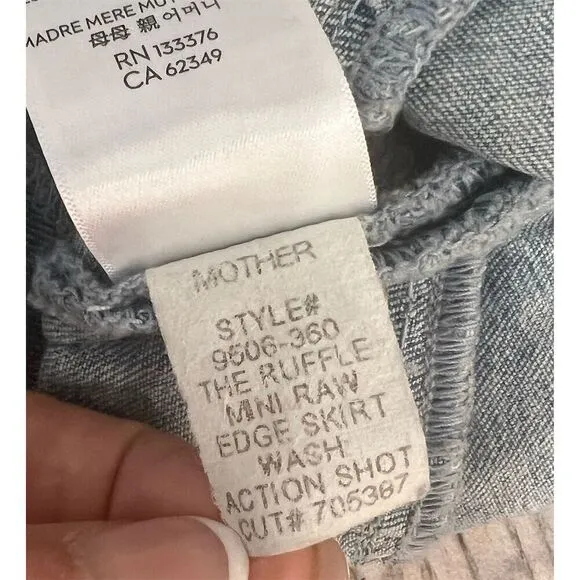 MADRE MERE MUT
母母 親 어머니
RN 133376
CA 62349
MOTHER
STYLE#
9506-360
THE RUFFLE
MINI RAW
EDGE SKIRT
WASH
ACTION SHOT
CUT# 705387